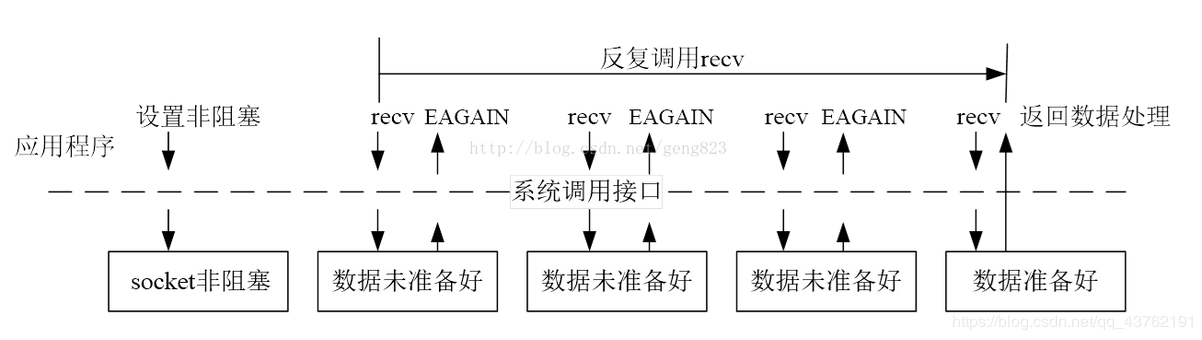 反复调用recv
设置非阻塞
recv EAGAIN
recv EAGAIN
recv EAGAIN
recv 返回数据处理
应用程序
http://blog.csdn.net/geng823
系统调用接口
socket非阻塞
数据未准备好
数据未准备好
数据未准备好
数据准备好
https://blog.csdn.net/qq_43762191